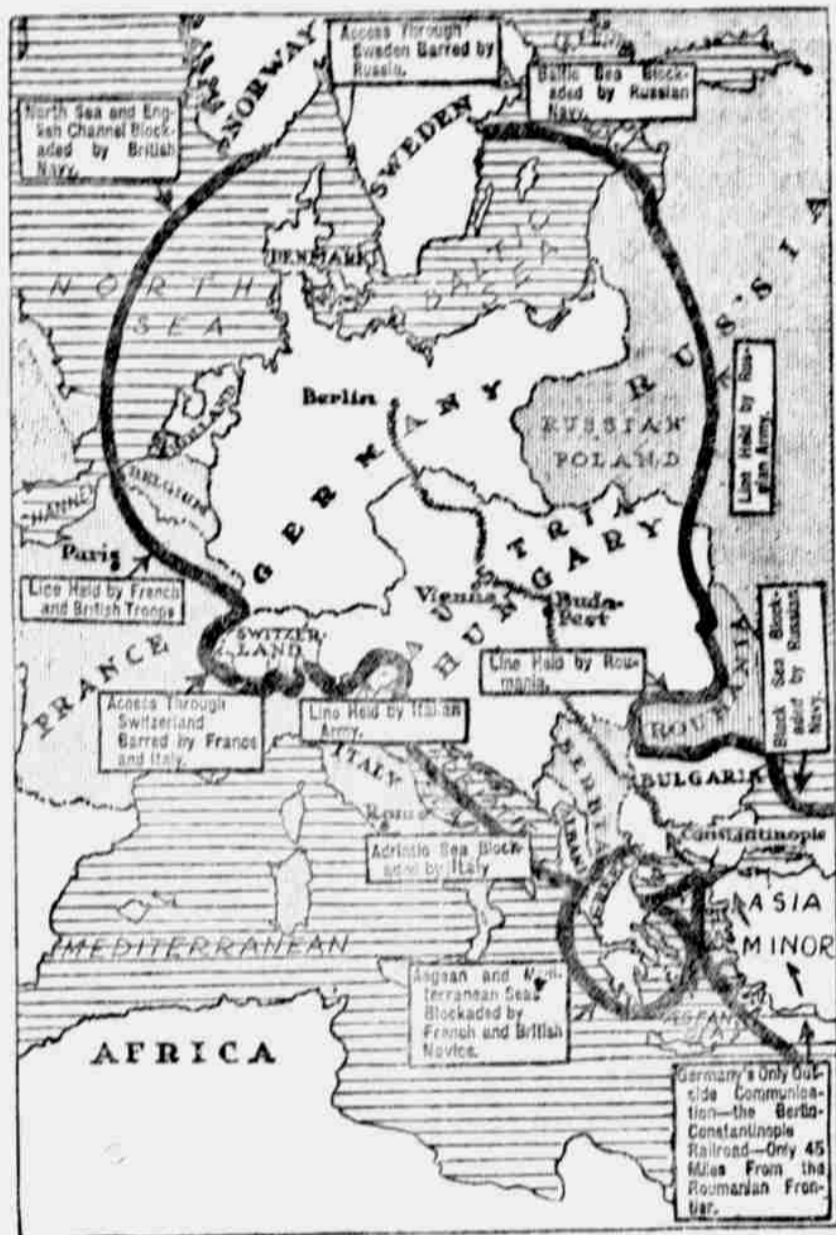 Access Through
Sweden Barred by
Russia.
Baltic Sea Block-
aded by Russian
Navy.
North Sea and Eng-
lish Channel Block-
aded by British
Navy.
NORWAY
SWEDEN
DENMARK
BALTIC
SEA
NORTH
SEA
RUSSIA
Line Held by Rus-
sian Army.
Berlin
GERMANY
RUSSIAN
POLAND
HOLLAND
BELGIUM
CHANNEL
Paris
Line Held by French
and British Troops
AUSTRIA
HUNGARY
Vienna
Buda-
Pest
SWITZER-
LAND
FRANCE
Line Held by Rou-
mania.
ROUMANIA
Black Sea Block-
aded by Russian
Navy.
Access Through
Switzerland
Barred by France
and Italy.
Line Held by Italian
Army.
ITALY
Rome
SERBIA
BULGARIA
ALBANIA
Constantinople
Adriatic Sea Block-
aded by Italy
GREECE
ASIA
MINOR
MEDITERRANEAN
Aegean and Medi-
terranean Seas
Blockaded by
French and British
Navies.
AEGEAN
AFRICA
Germany's Only Out-
side Communica-
tion—the Berlin-
Constantinople
Railroad—Only 45
Miles From the
Roumanian Fron-
tier.